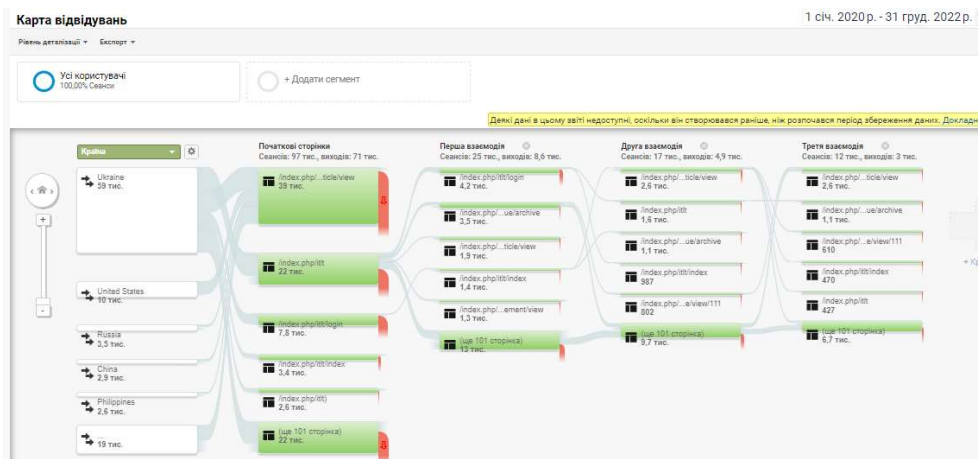 Карта відвідувань
1 січ. 2020 р. - 31 груд. 2022 р.
Рівень деталізації
Експорт
Усі користувачі
100,00% Сеанси
+ Додати сегмент
Деякі дані в цьому звіті недоступні, оскільки він створювався раніше, ніж розпочався період збереження даних. Докладн
Країна
Ukraine
59 тис.
United States
10 тис.
Russia
3,5 тис.
China
2,9 тис.
Philippines
2,6 тис.
...
19 тис.
Початкові сторінки
Сеансів: 97 тис., виходів: 71 тис.
/index.php/...ticle/view
39 тис.
/index.php/itlt
22 тис.
/index.php/itlt/login
7,8 тис.
/index.php/itlt/index
3,4 тис.
/index.php/itlt)
2,6 тис.
(ще 101 сторінка)
22 тис.
Перша взаємодія
Сеансів: 25 тис., виходів: 8,6 тис.
/index.php/itlt/login
4,2 тис.
/index.php/...ue/archive
3,5 тис.
/index.php/...ticle/view
1,9 тис.
/index.php/itlt/index
1,4 тис.
/index.php/...ement/view
1,3 тис.
(ще 101 сторінка)
13 тис.
Друга взаємодія
Сеансів: 17 тис., виходів: 4,9 тис.
/index.php/...ticle/view
2,6 тис.
/index.php/itlt
1,6 тис.
/index.php/...ue/archive
1,1 тис.
/index.php/itlt/index
987
/index.php/...e/view/111
802
(ще 101 сторінка)
9,7 тис.
Третя взаємодія
Сеансів: 12 тис., виходів: 3 тис.
/index.php/...ticle/view
2,6 тис.
/index.php/...ue/archive
1,1 тис.
/index.php/...e/view/111
610
/index.php/itlt/index
470
/index.php/itlt
427
(ще 101 сторінка)
6,7 тис.
+ Кр